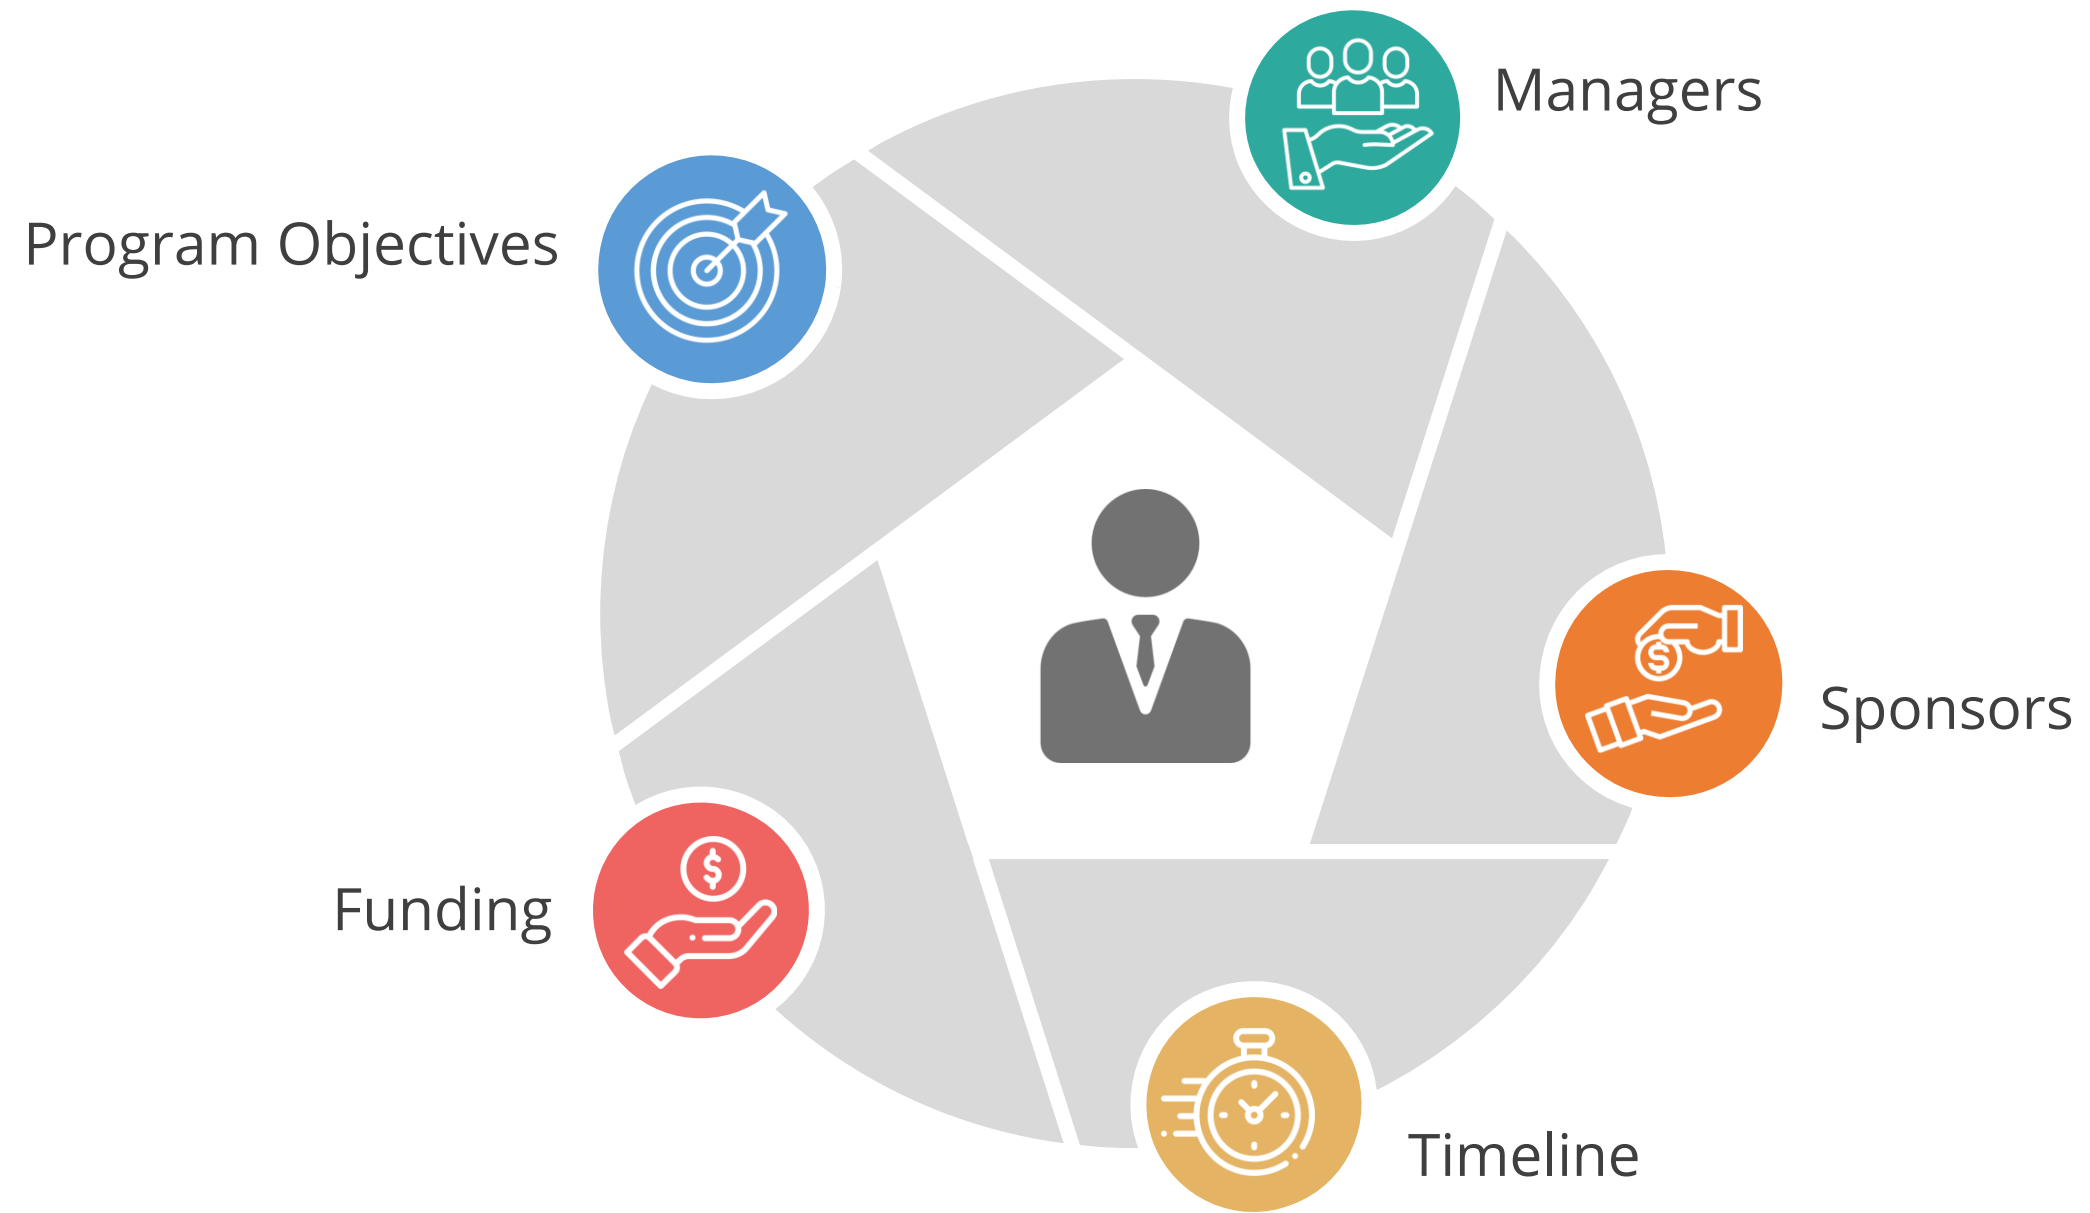 Managers
Program Objectives
Sponsors
Funding
Timeline